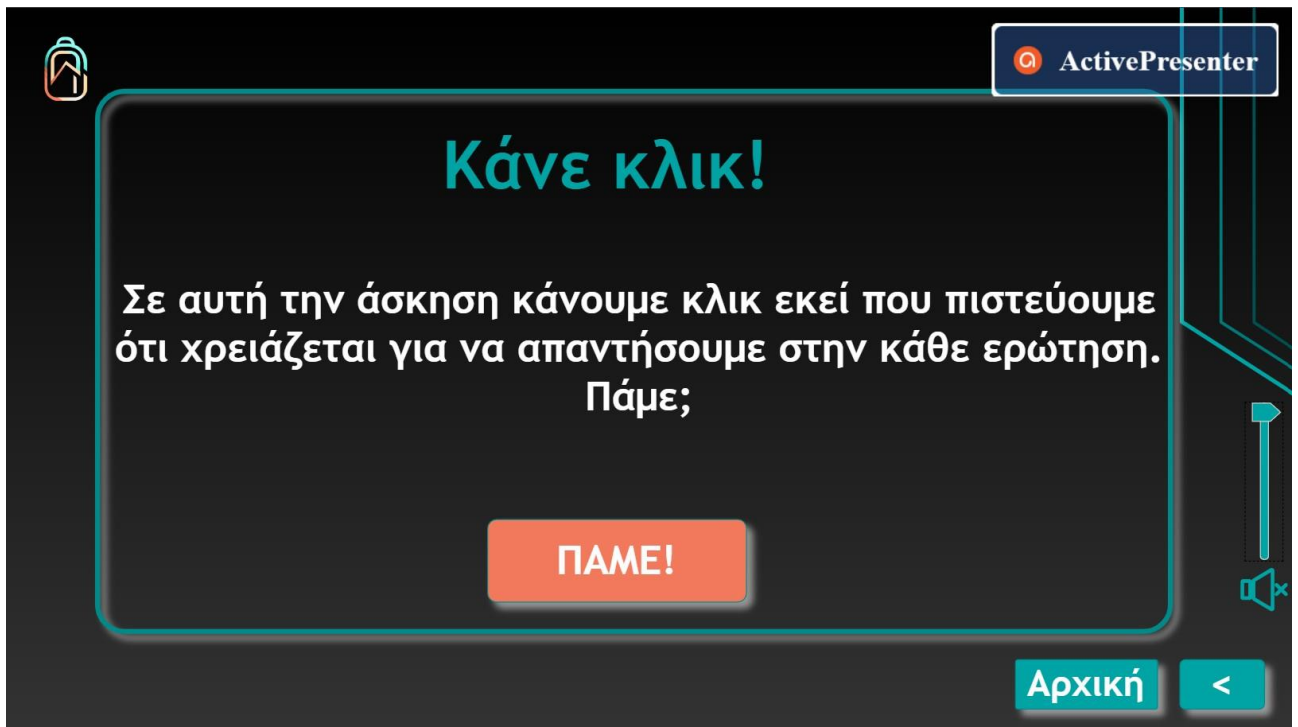 ActivePresenter
Κάνε κλικ!
Σε αυτή την άσκηση κάνουμε κλικ εκεί που πιστεύουμε
ότι χρειάζεται για να απαντήσουμε στην κάθε ερώτηση.
Πάμε;
ΠΑΜΕ!
Αρχική <